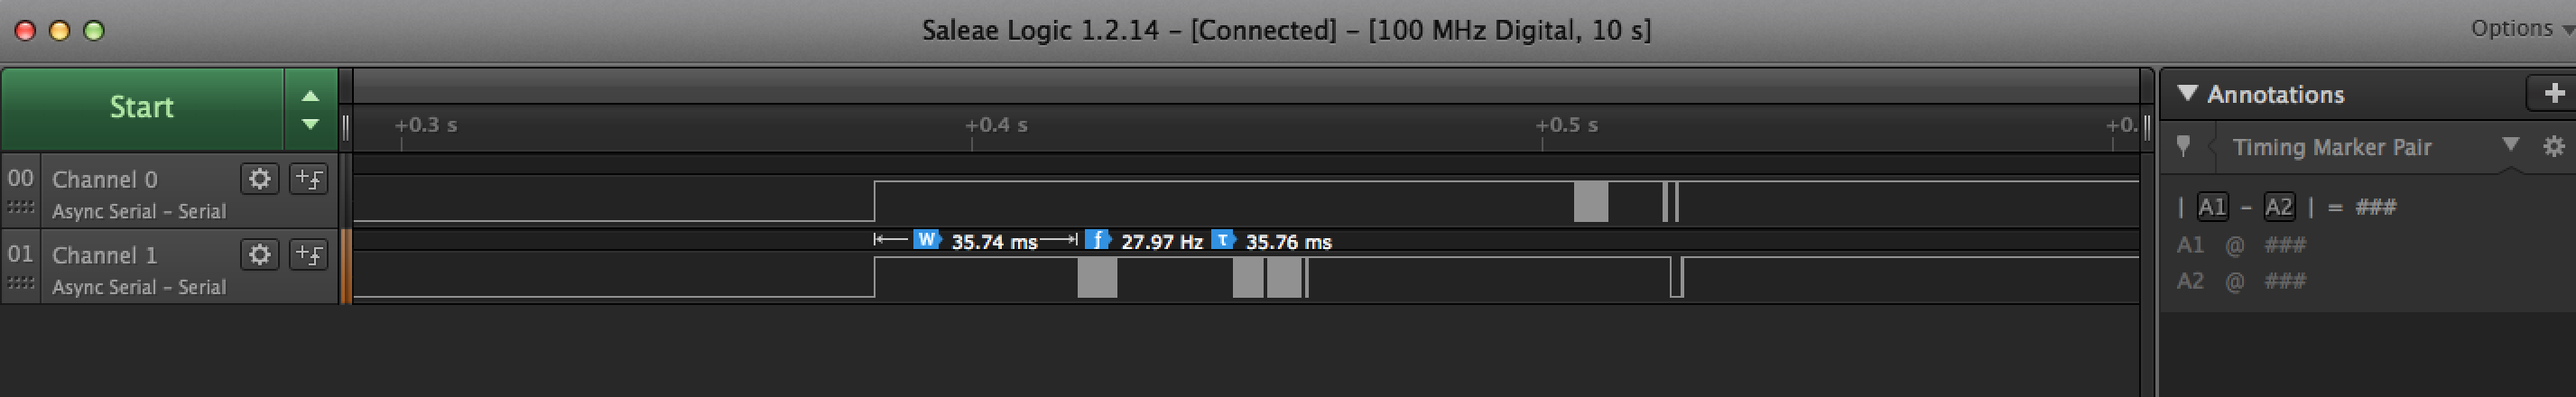 Saleae Logic 1.2.14 – [Connected] – [100 MHz Digital, 10 s]
Options
Start
+0.3 s +0.4 s +0.5 s +0.
Annotations
Timing Marker Pair
00 Channel 0
Async Serial – Serial
| A1 – A2 | = ###
W 35.74 ms f 27.97 Hz τ 35.76 ms
01 Channel 1
A1 @ ###
Async Serial – Serial
A2 @ ###